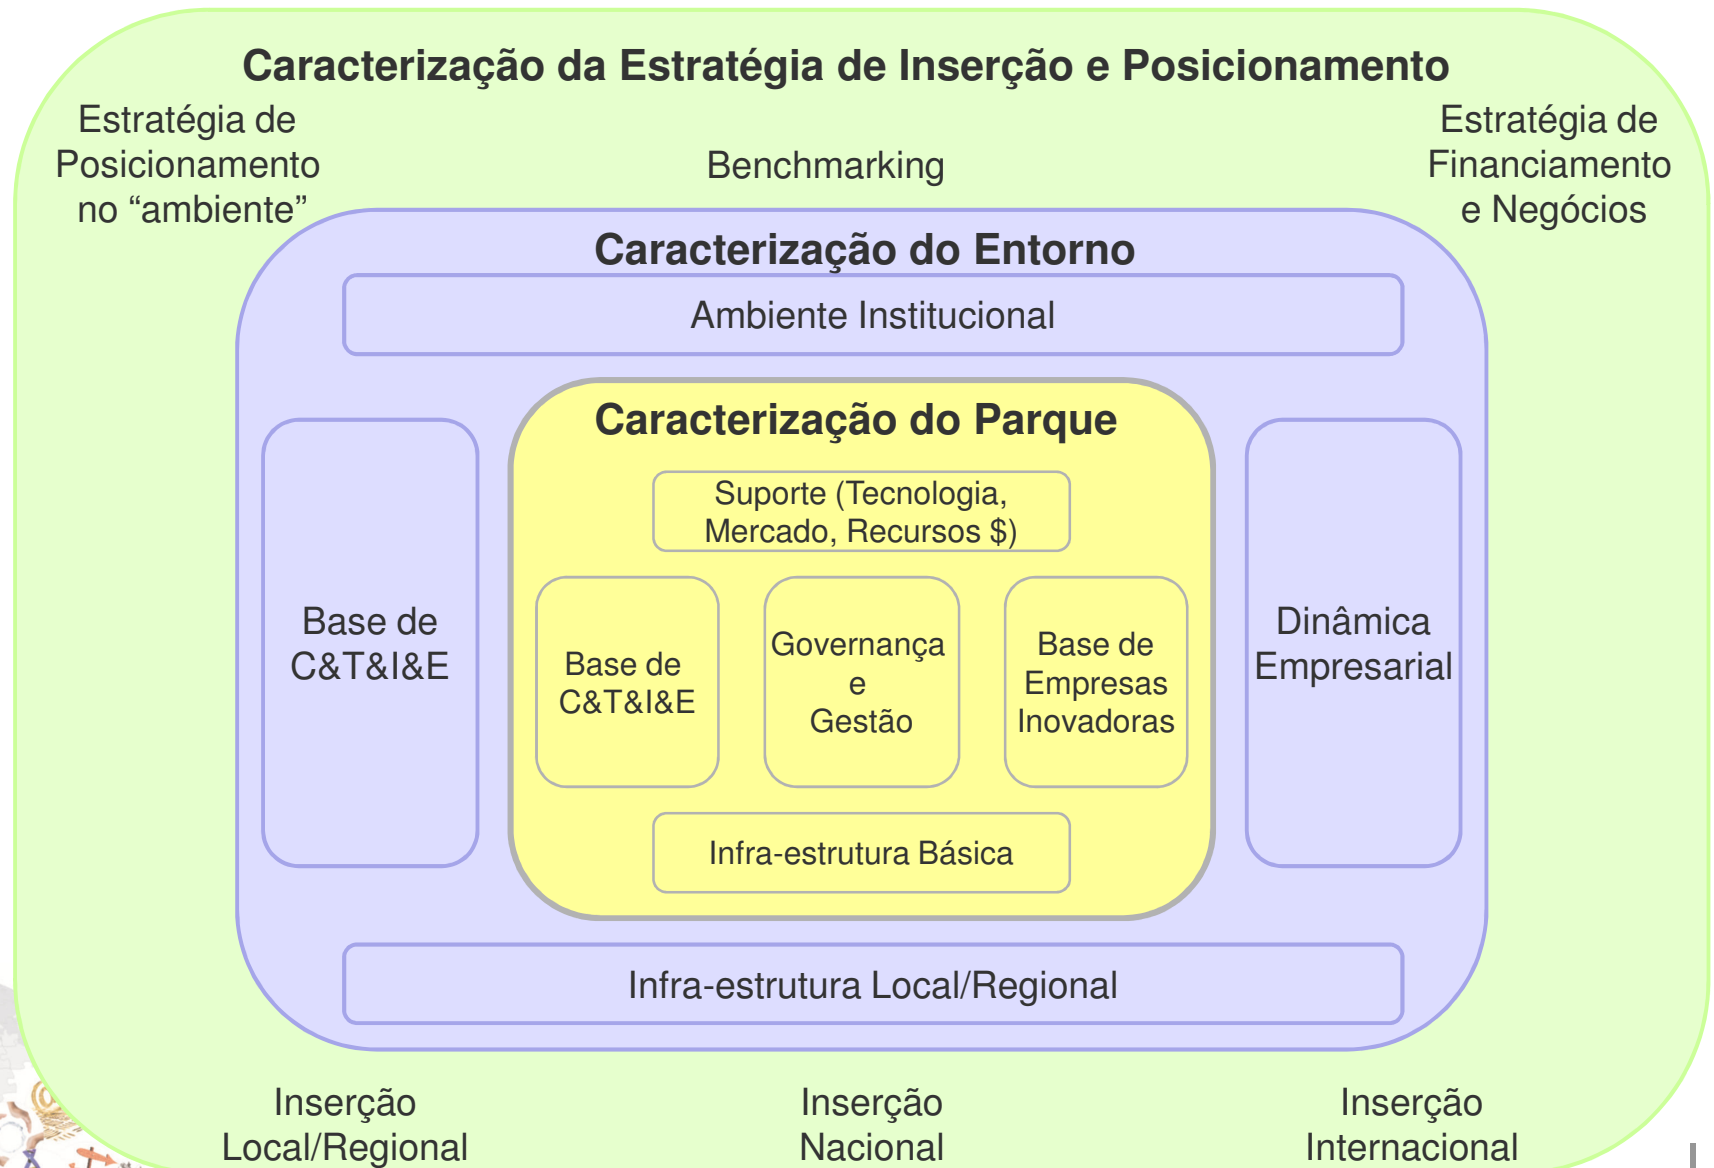 Caracterização da Estratégia de Inserção e Posicionamento
Estratégia de
Posicionamento
no “ambiente”
Benchmarking
Estratégia de
Financiamento
e Negócios
Caracterização do Entorno
Ambiente Institucional
Caracterização do Parque
Suporte (Tecnologia,
Mercado, Recursos $)
Base de
C&T&I&E
Base de
C&T&I&E
Governança
e
Gestão
Base de
Empresas
Inovadoras
Dinâmica
Empresarial
Infra-estrutura Básica
Infra-estrutura Local/Regional
Inserção
Local/Regional
Inserção
Nacional
Inserção
Internacional